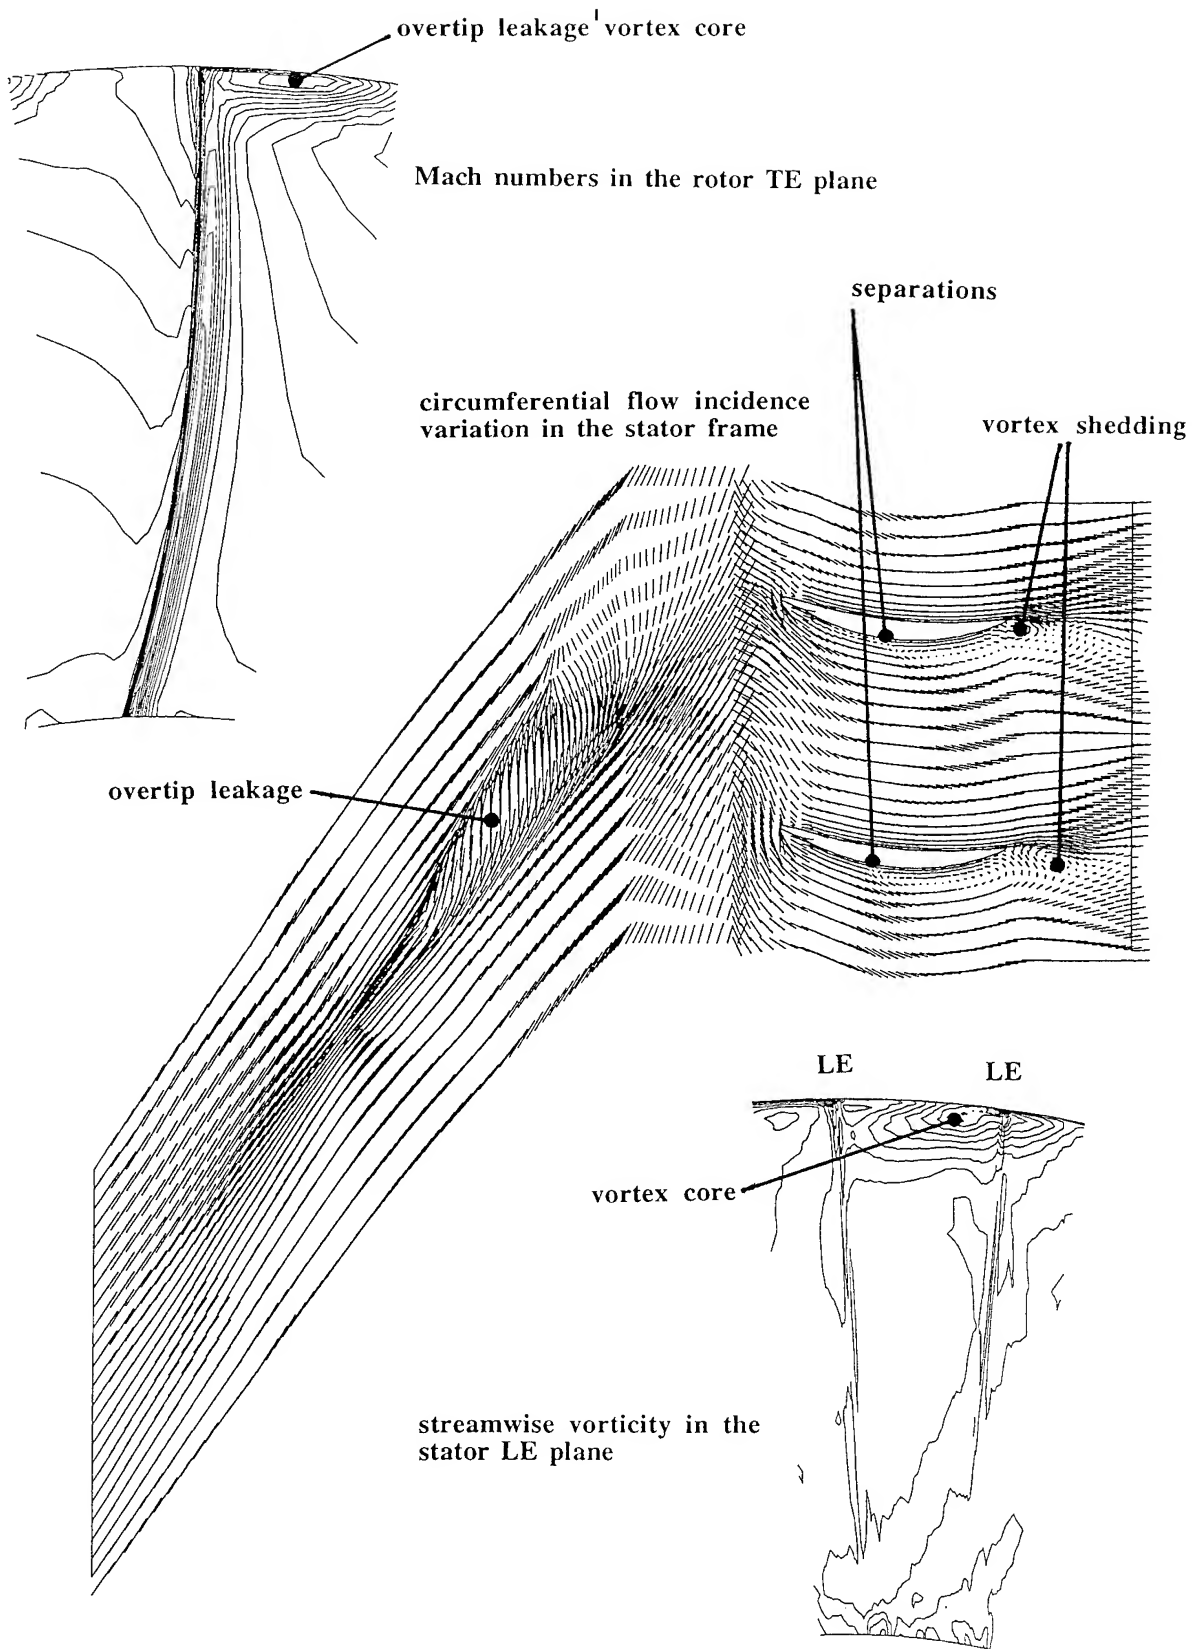 overtip leakage vortex core
Mach numbers in the rotor TE plane
separations
circumferential flow incidence
variation in the stator frame
vortex shedding
overtip leakage
LE
LE
vortex core
streamwise vorticity in the
stator LE plane